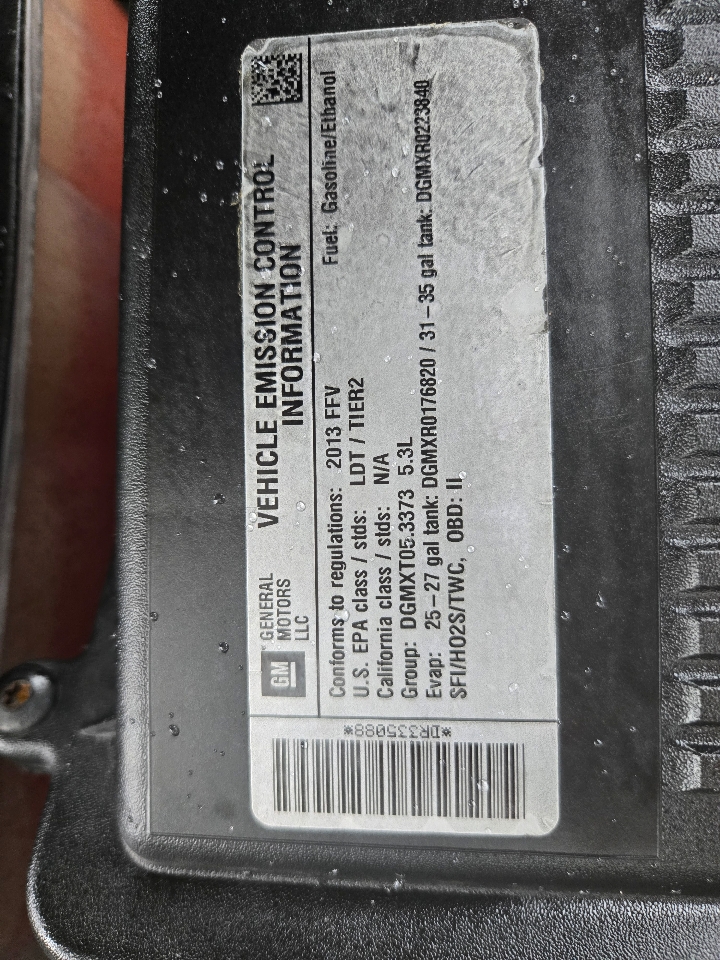 GM
GENERAL
MOTORS
LLC
VEHICLE EMISSION CONTROL
INFORMATION
Conforms to regulations: 2013 FFV Fuel: Gasoline/Ethanol
U.S. EPA class / stds: LDT / TIER2
California class / stds: N/A
Group: DGMXT05.3373 5.3L
Evap: 25-27 gal tank: DGMXR0176820 / 31-35 gal tank: DGMXR0223840
SFI/HO2S/TWC, OBD: II
*DR335088*